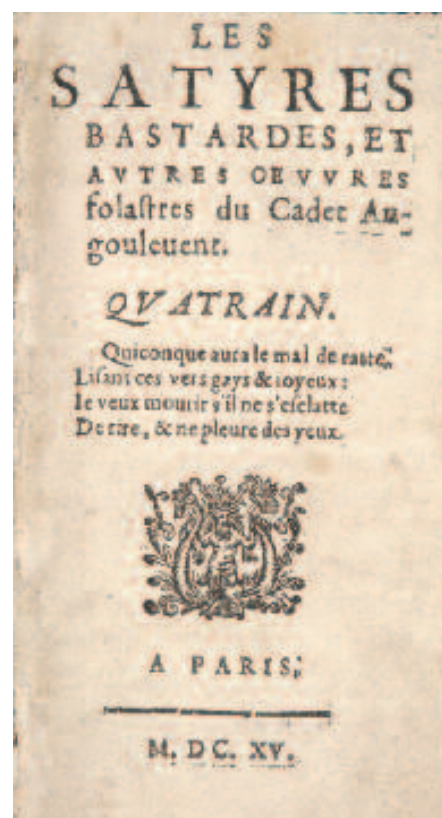 LES
SATYRES
BASTARDES, ET
AVTRES OEVVRES
folaſtres du Cadet An-
gouleuent.
QVATRAIN.
Quiconque aura le mal de ratte,
Liſant ces vers gays & ioyeux:
Ie veux mourir s'il ne s'eſclatte
De rire, & ne pleure des yeux.
A PARIS,
M. DC. XV.